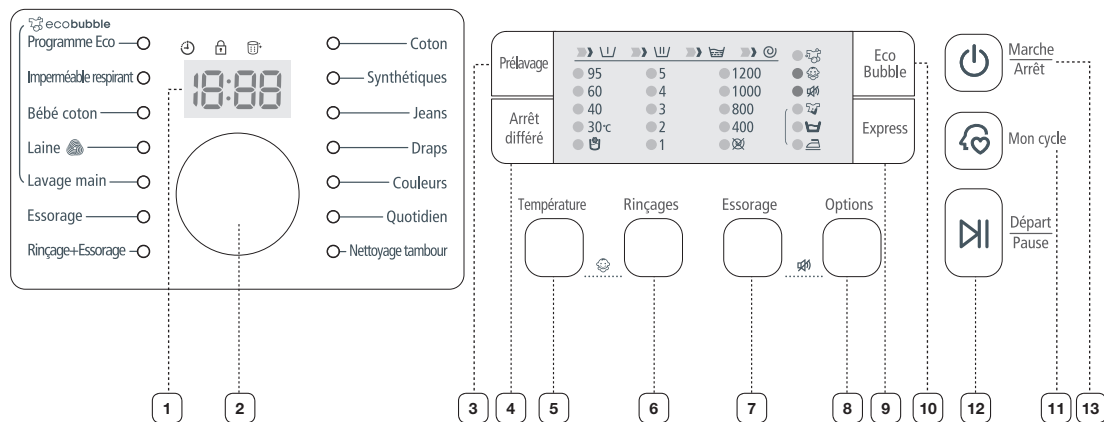 ecobubble
Programme Eco
Imperméable respirant
Bébé coton
Laine
Lavage main
Essorage
Rinçage+Essorage
18:88
Coton
Synthétiques
Jeans
Draps
Couleurs
Quotidien
Nettoyage tambour
Prélavage
Arrêt
différé
95 5 1200
60 4 1000
40 3 800
30°C 2 400
1
Eco
Bubble
Express
Température Rinçages Essorage Options
Marche
Arrêt
Mon cycle
Départ
Pause
1 2 3 4 5 6 7 8 9 10 12 11 13